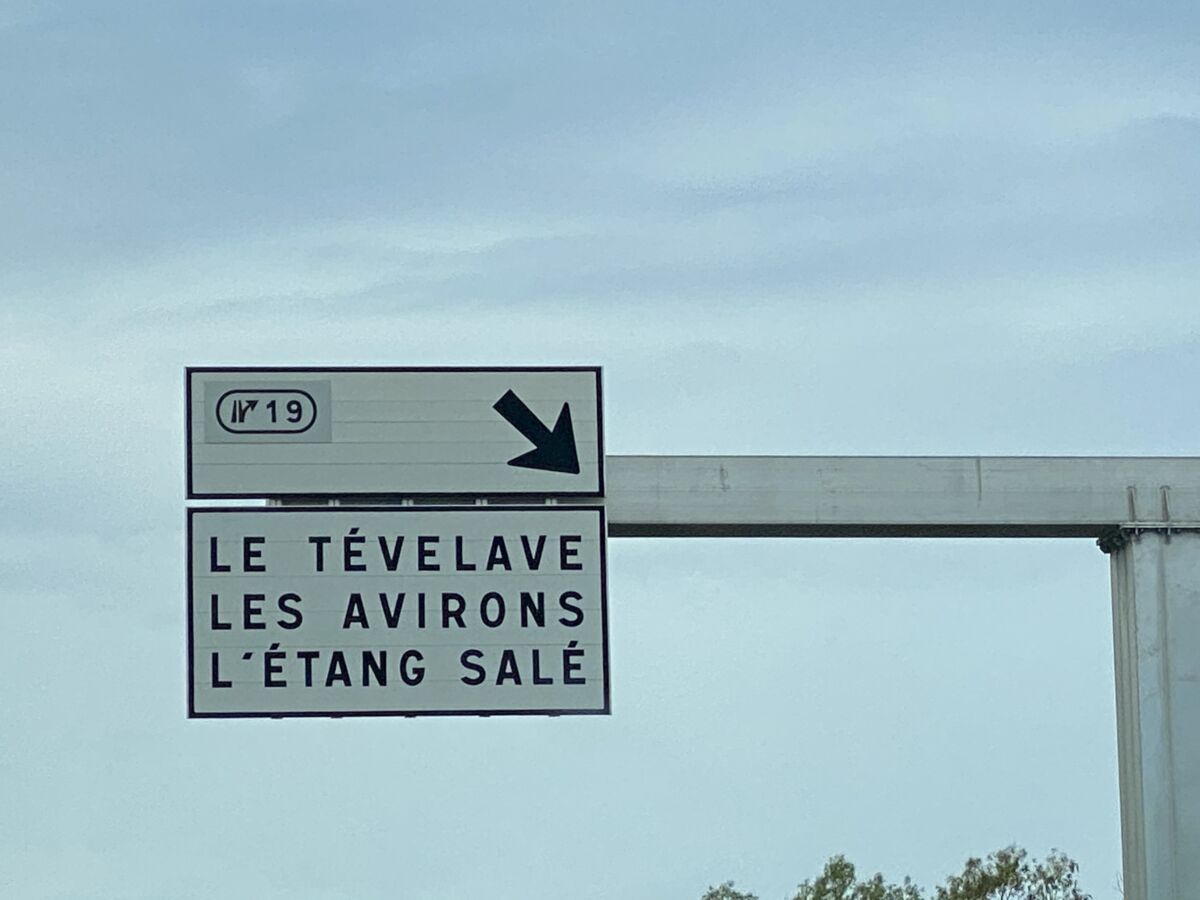 19
LE TÉVELAVE
LES AVIRONS
L'ÉTANG SALÉ